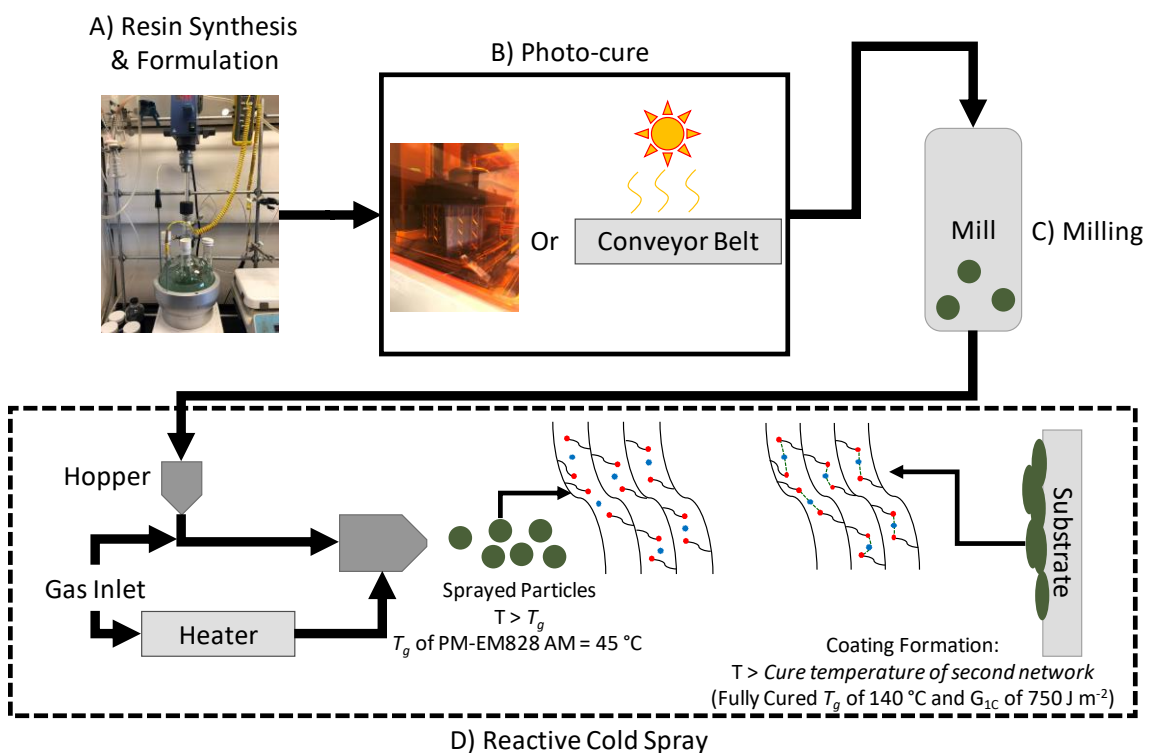 A) Resin Synthesis
& Formulation
B) Photo-cure
Or
Conveyor Belt
Mill
C) Milling
Hopper
Gas Inlet
Heater
Sprayed Particles
T > Tg
Tg of PM-EM828 AM = 45 °C
Substrate
Coating Formation:
T > Cure temperature of second network
(Fully Cured Tg of 140 °C and G1C of 750 J m-2)
D) Reactive Cold Spray